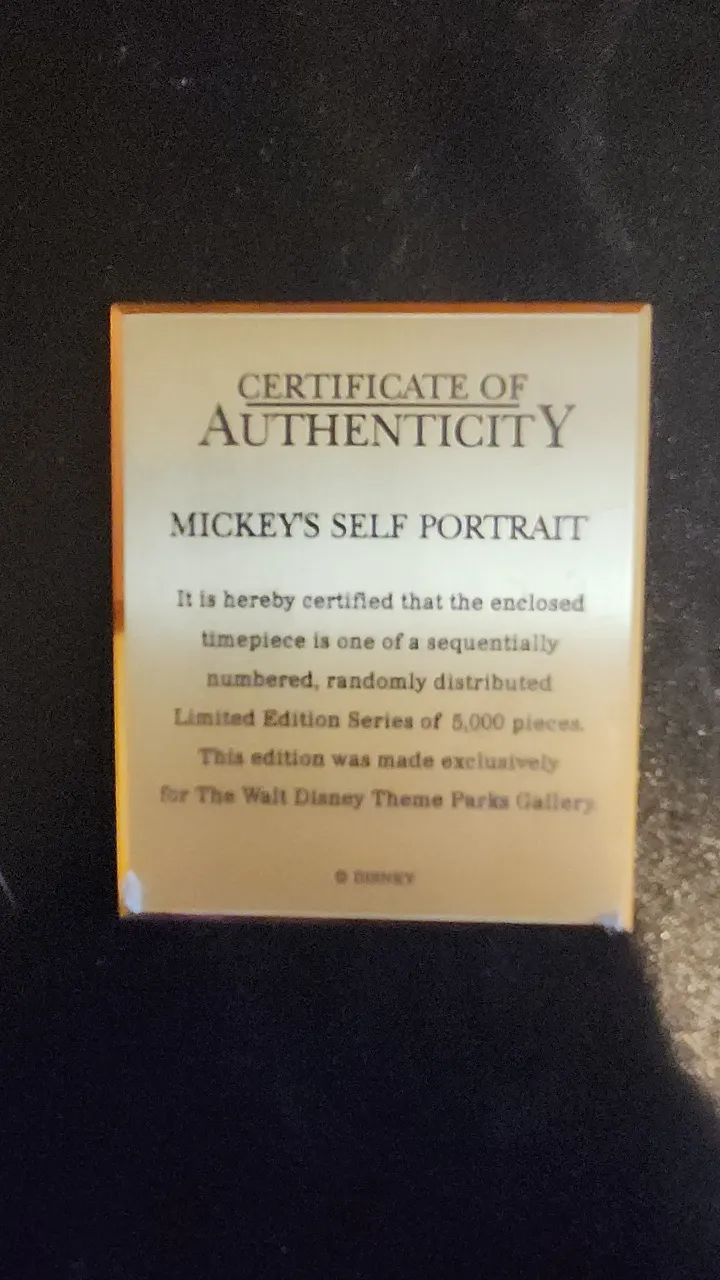 CERTIFICATE OF
AUTHENTICITY
MICKEY'S SELF PORTRAIT
It is hereby certified that the enclosed
timepiece is one of a sequentially
numbered, randomly distributed
Limited Edition Series of 5,000 pieces.
This edition was made exclusively
for The Walt Disney Theme Parks Gallery.
© DISNEY